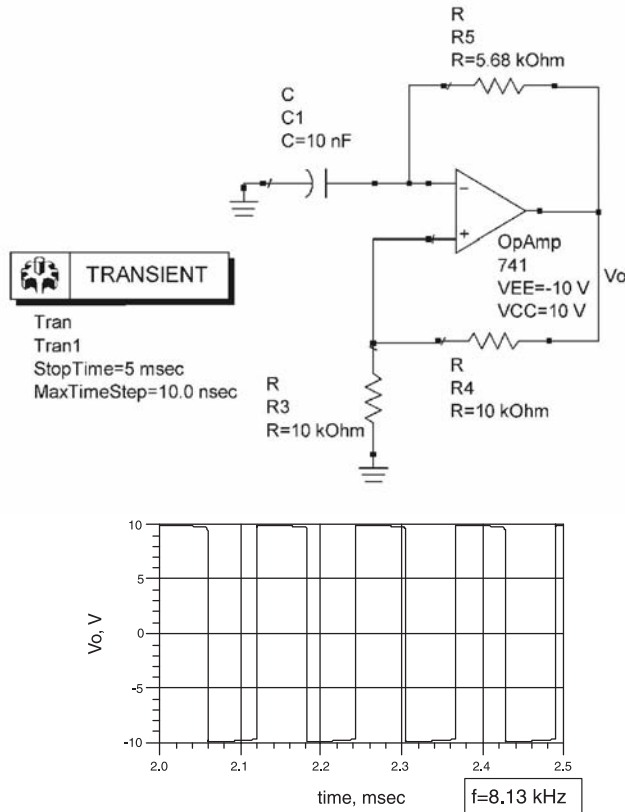 R
R5
R=5.68 kOhm
C
C1
C=10 nF
−
+
OpAmp
741
VEE=-10 V
VCC=10 V
Vo
TRANSIENT
Tran
Tran1
StopTime=5 msec
MaxTimeStep=10.0 nsec
R
R4
R=10 kOhm
R
R3
R=10 kOhm
10
5
0
-5
-10
Vo, V
2.0
2.1
2.2
2.3
2.4
2.5
time, msec
f=8.13 kHz